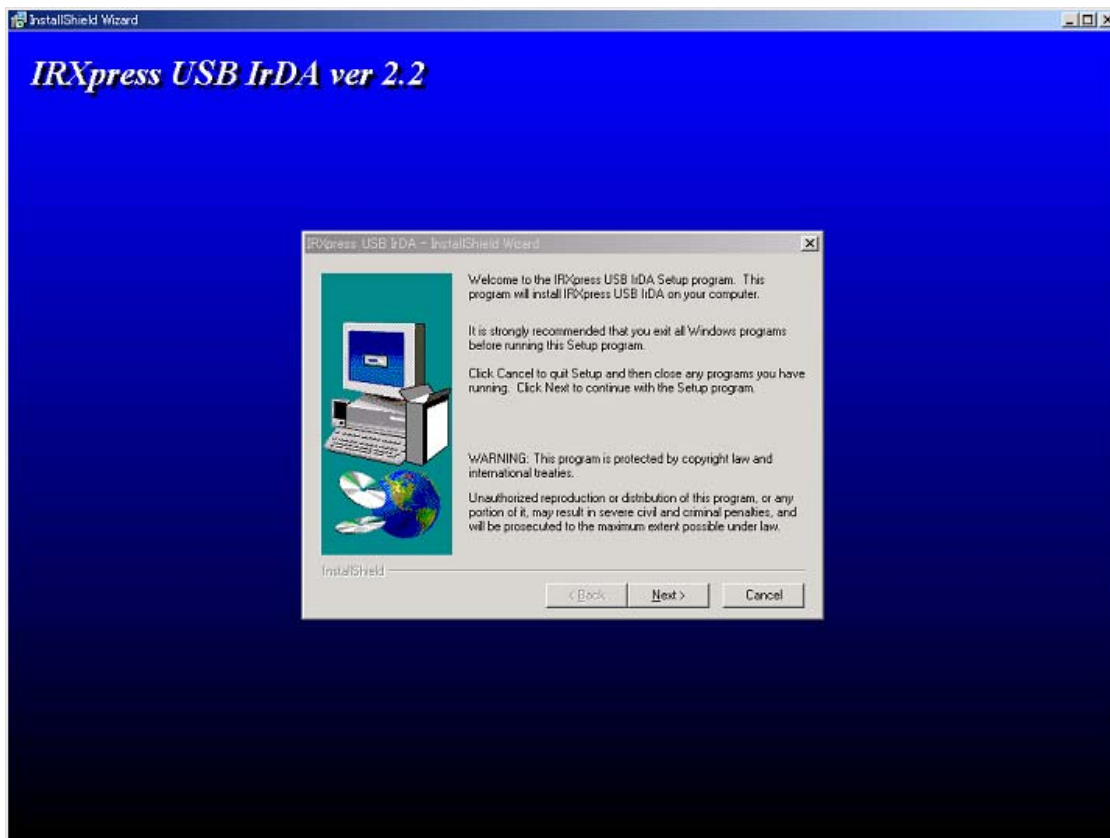 InstallShield Wizard
IRXpress USB IrDA ver 2.2
IRXpress USB IrDA - InstallShield Wizard
Welcome to the IRXpress USB IrDA Setup program. This
program will install IRXpress USB IrDA on your computer.
It is strongly recommended that you exit all Windows programs
before running this Setup program.
Click Cancel to quit Setup and then close any programs you have
running. Click Next to continue with the Setup program.
WARNING: This program is protected by copyright law and
international treaties.
Unauthorized reproduction or distribution of this program, or any
portion of it, may result in severe civil and criminal penalties, and
will be prosecuted to the maximum extent possible under law.
InstallShield
< Back
Next >
Cancel